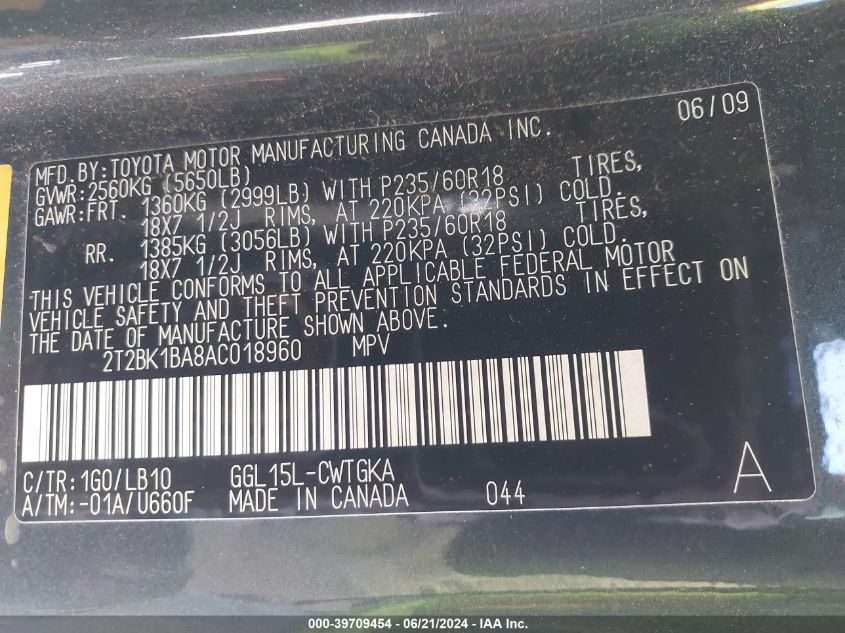 06/09
MFD. BY: TOYOTA MOTOR MANUFACTURING CANADA INC.
GVWR: 2560KG (5650LB)
GAWR: FRT. 1360KG (2999LB) WITH P235/60R18 TIRES,
18X7 1/2J RIMS, AT 220KPA (32PSI) COLD.
RR. 1385KG (3056LB) WITH P235/60R18 TIRES,
18X7 1/2J RIMS, AT 220KPA (32PSI) COLD.
THIS VEHICLE CONFORMS TO ALL APPLICABLE FEDERAL MOTOR
VEHICLE SAFETY AND THEFT PREVENTION STANDARDS IN EFFECT ON
THE DATE OF MANUFACTURE SHOWN ABOVE.
2T2BK1BA8AC018960 MPV
C/TR: 1G0/LB10 GGL15L-CWTGKA
A/TM: -01A/U660F MADE IN CANADA 044
A
000-39709454 / 06/21/2024 - IAA, Inc.